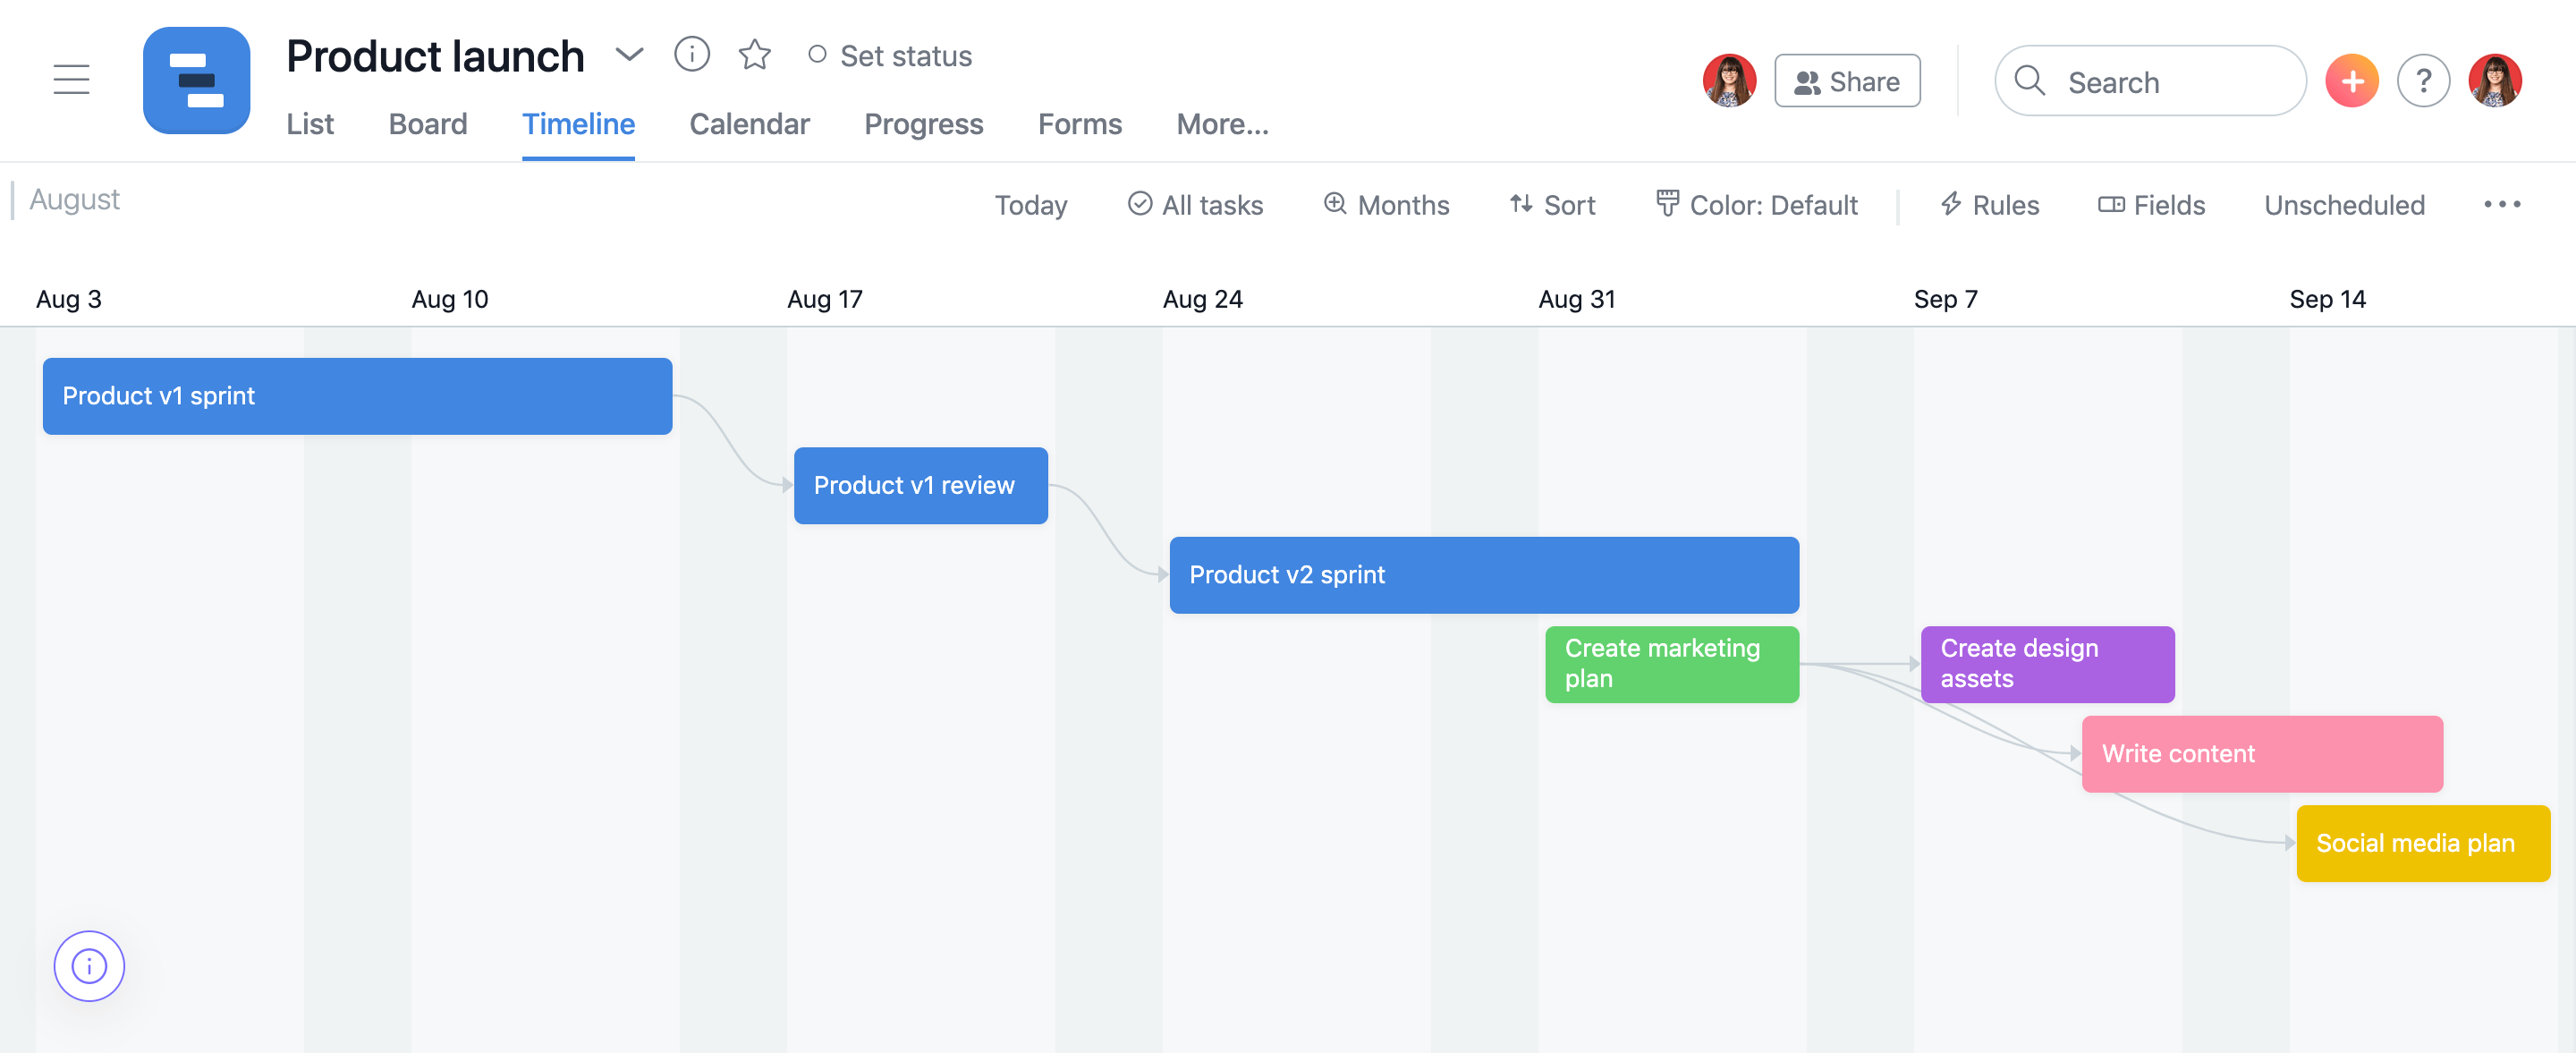 Product launch
Set status
List
Board
Timeline
Calendar
Progress
Forms
More...
Share
Search
?
August
Today
All tasks
Months
Sort
Color: Default
Rules
Fields
Unscheduled
Aug 3
Aug 10
Aug 17
Aug 24
Aug 31
Sep 7
Sep 14
Product v1 sprint
Product v1 review
Product v2 sprint
Create marketing
plan
Create design
assets
Write content
Social media plan